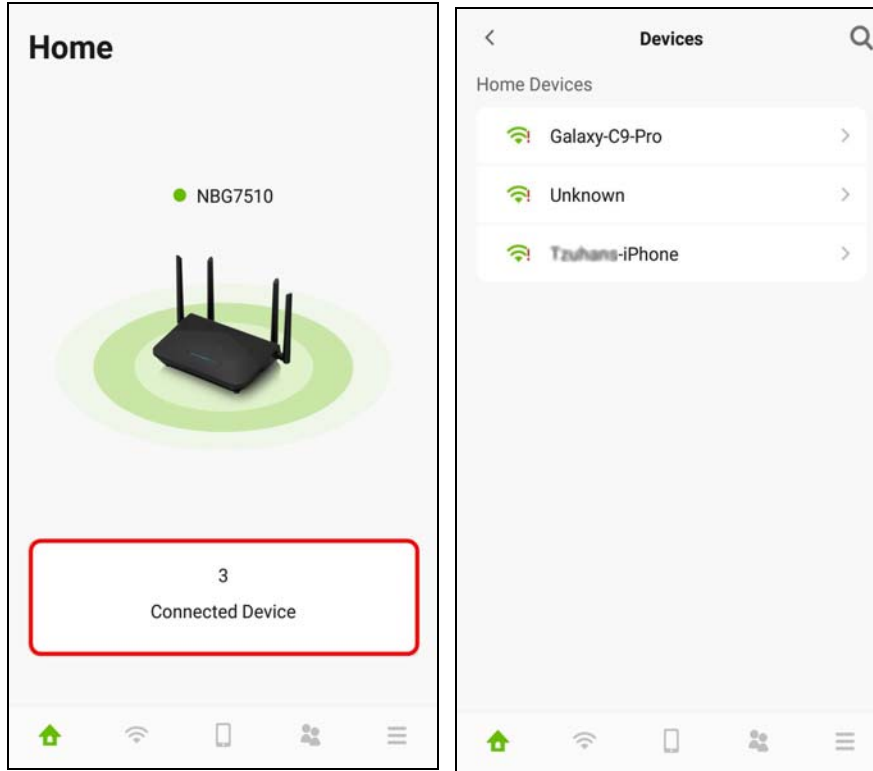 Home
NBG7510
3
Connected Device
Devices
Home Devices
Galaxy-C9-Pro
Unknown
-iPhone